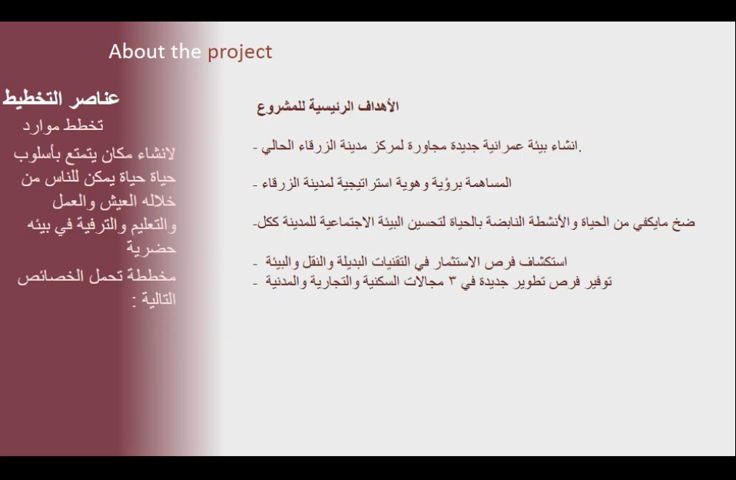 About the project
عناصر التخطيط
تخطط موارد
لانشاء مكان يتمتع بأسلوب
حياة حياة يمكن للناس من
خلاله العيش والعمل
والتعليم والترفية في بيئه
حضرية
مخططة تحمل الخصائص
التالية :
الأهداف الرئيسية للمشروع
- انشاء بيئة عمرانية جديدة مجاورة لمركز مدينة الزرقاء الحالي.
- المساهمة برؤية وهوية استراتيجية لمدينة الزرقاء
-ضخ مايكفي من الحياة والأنشطة النابضة بالحياة لتحسين البيئة الاجتماعية للمدينة ككل
- استكشاف فرص الاستثمار في التقنيات البديلة والنقل والبيئة
- توفير فرص تطوير جديدة في ٣ مجالات السكنية والتجارية والمدنية